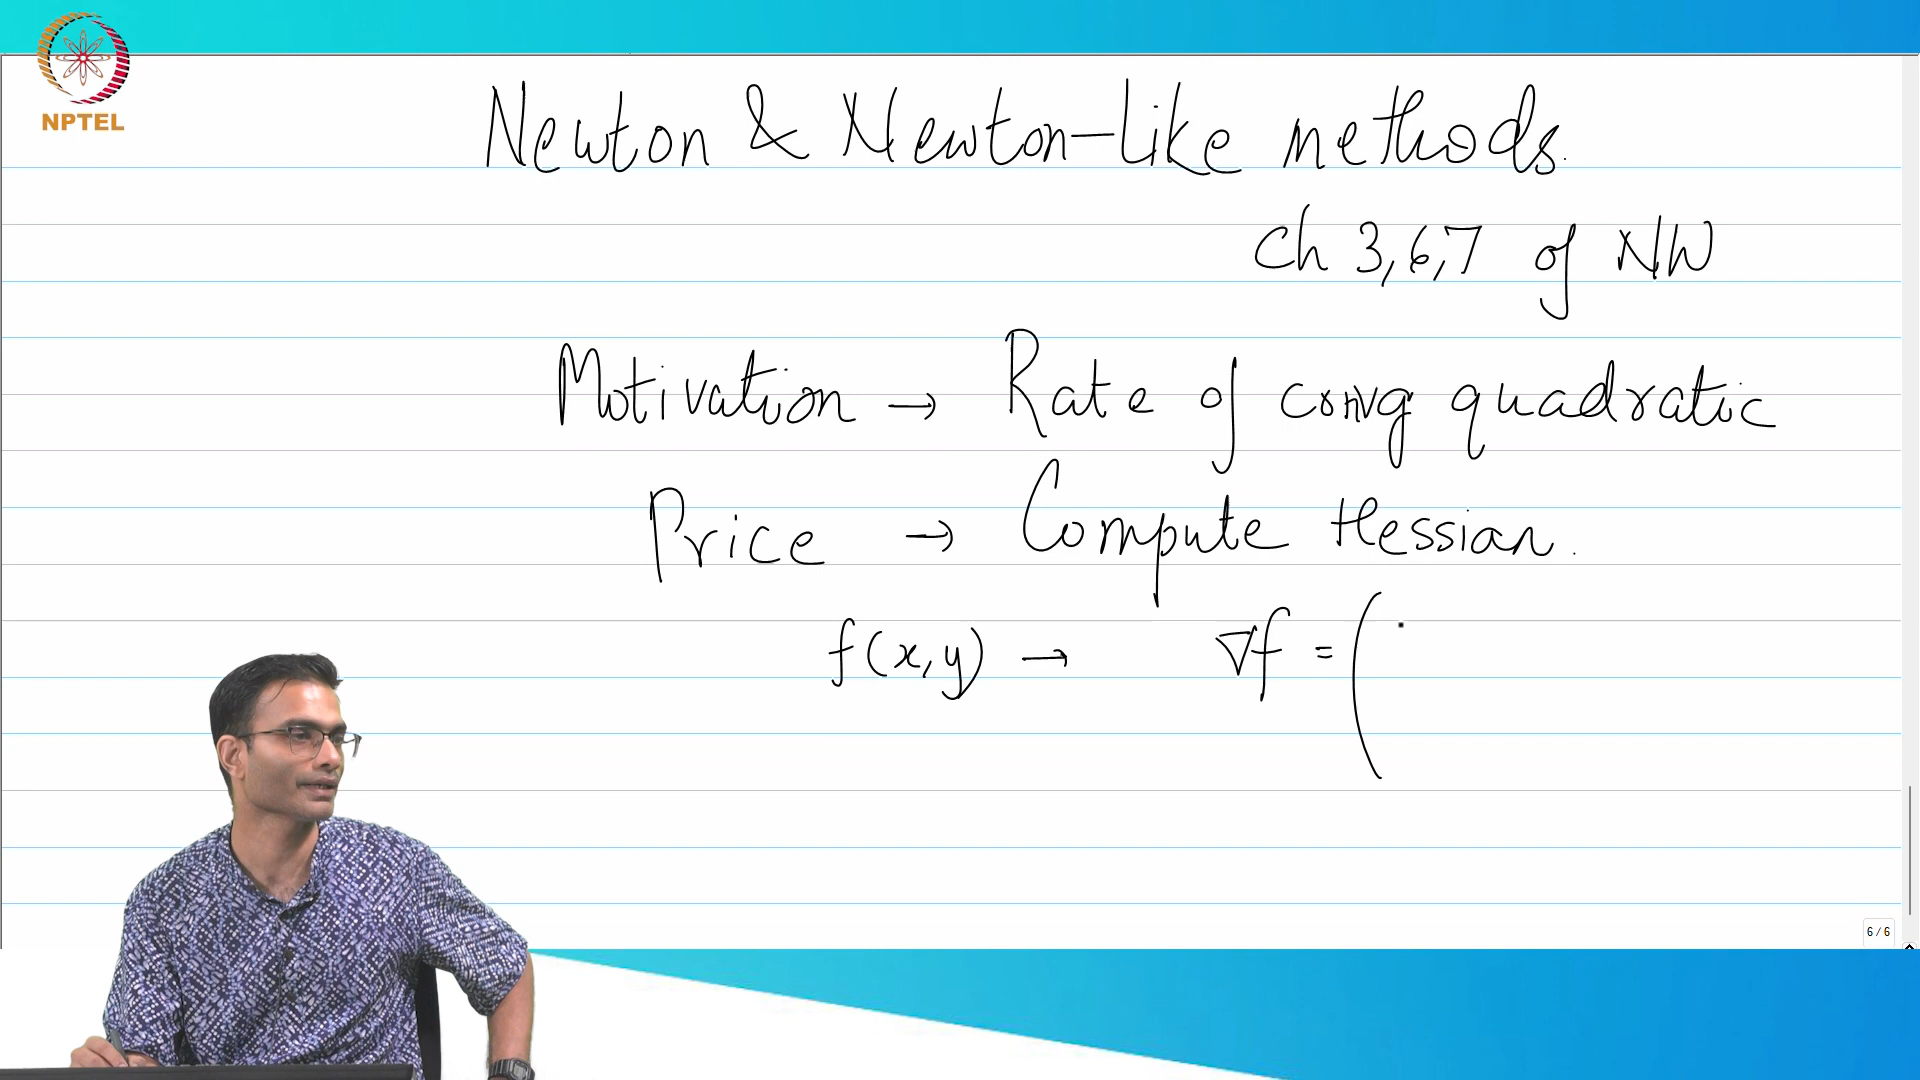 NPTEL
Newton & Newton-like methods.
Ch 3,6,7 of NW
Motivation → Rate of convg quadratic
Price → Compute Hessian.
f(x,y) → ∇f = (
6 / 6